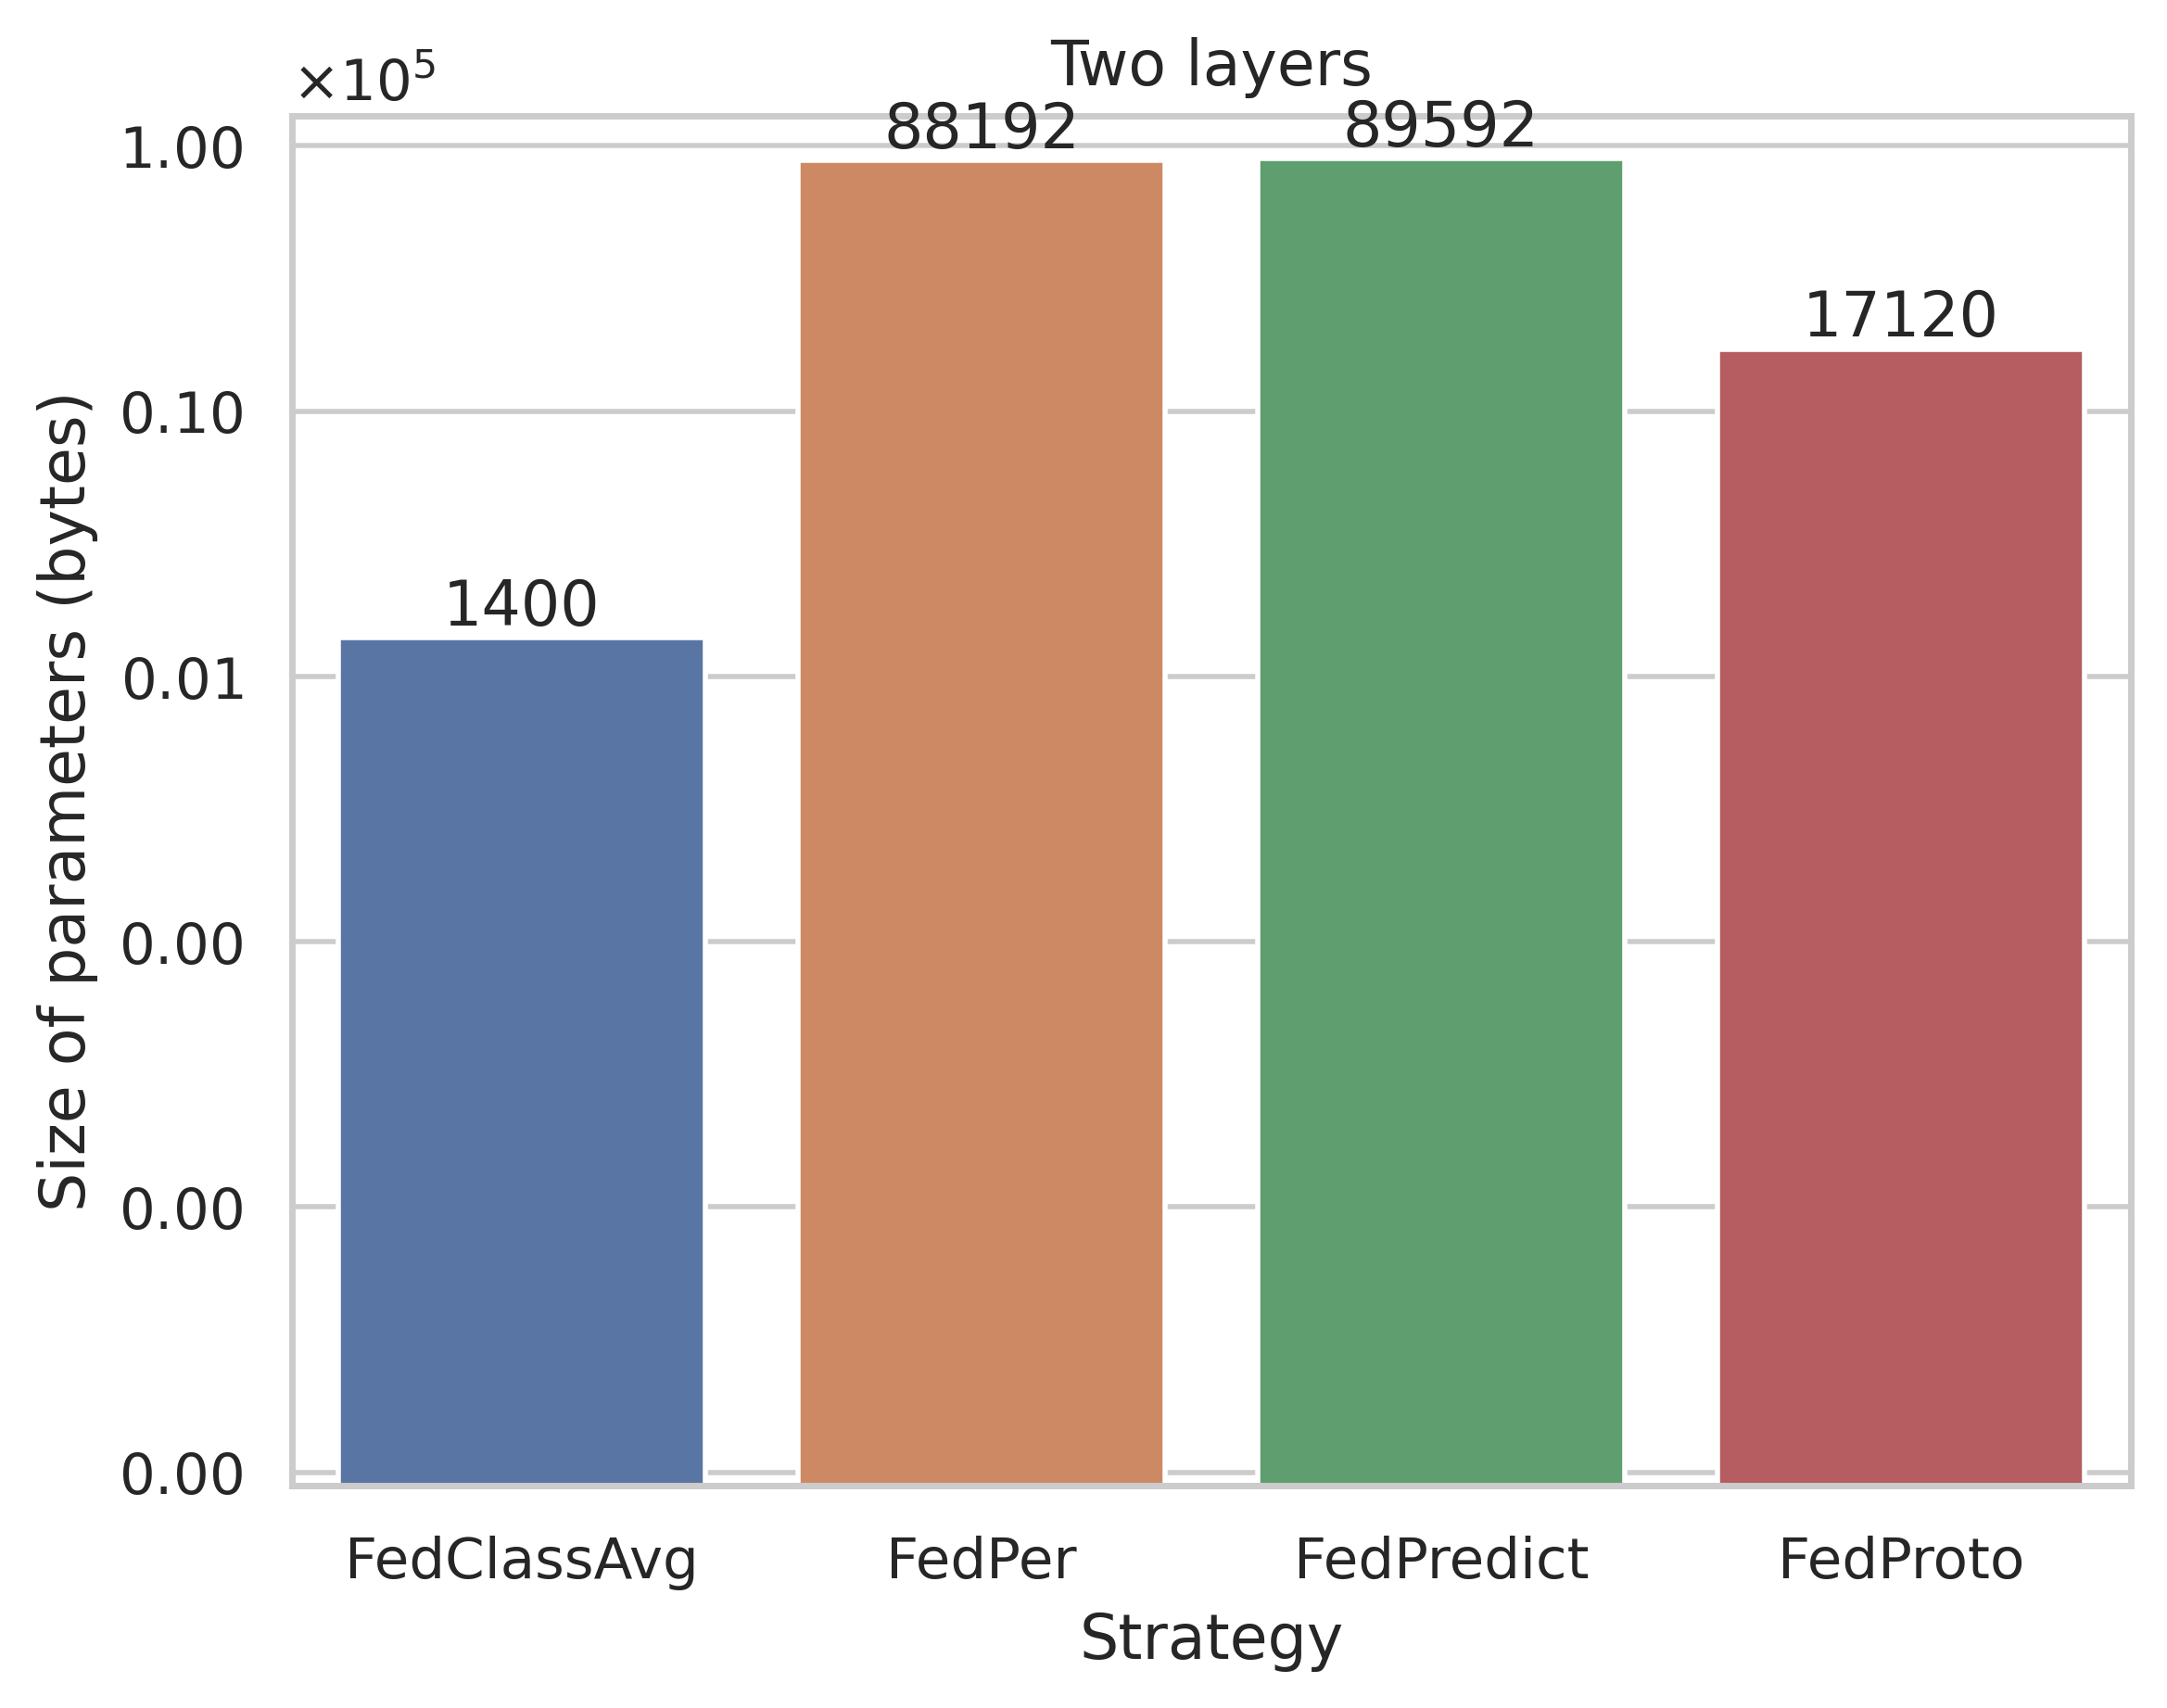 Two layers
×10⁵
Size of parameters (bytes)
1.00
0.10
0.01
0.00
0.00
0.00
1400
88192
89592
17120
FedClassAvg
FedPer
FedPredict
FedProto
Strategy